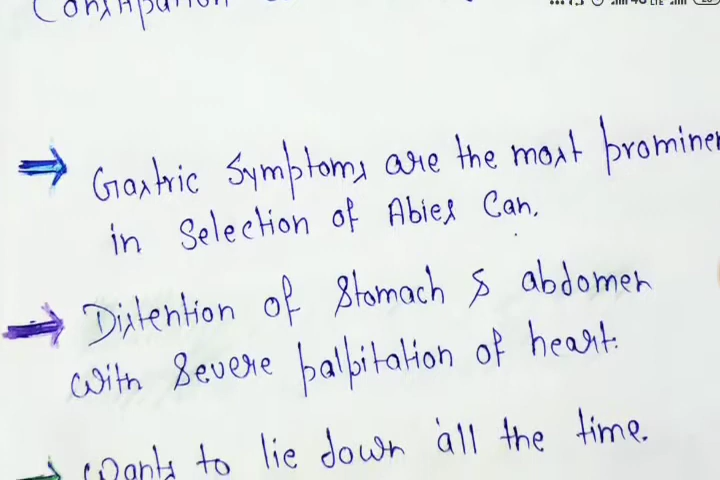 Constipation
⇒ Gastric Symptoms are the most prominen
in Selection of Abies Can.
→ Distention of Stomach & abdomen
with Severe palpitation of heart.
→ Wants to lie down all the time.